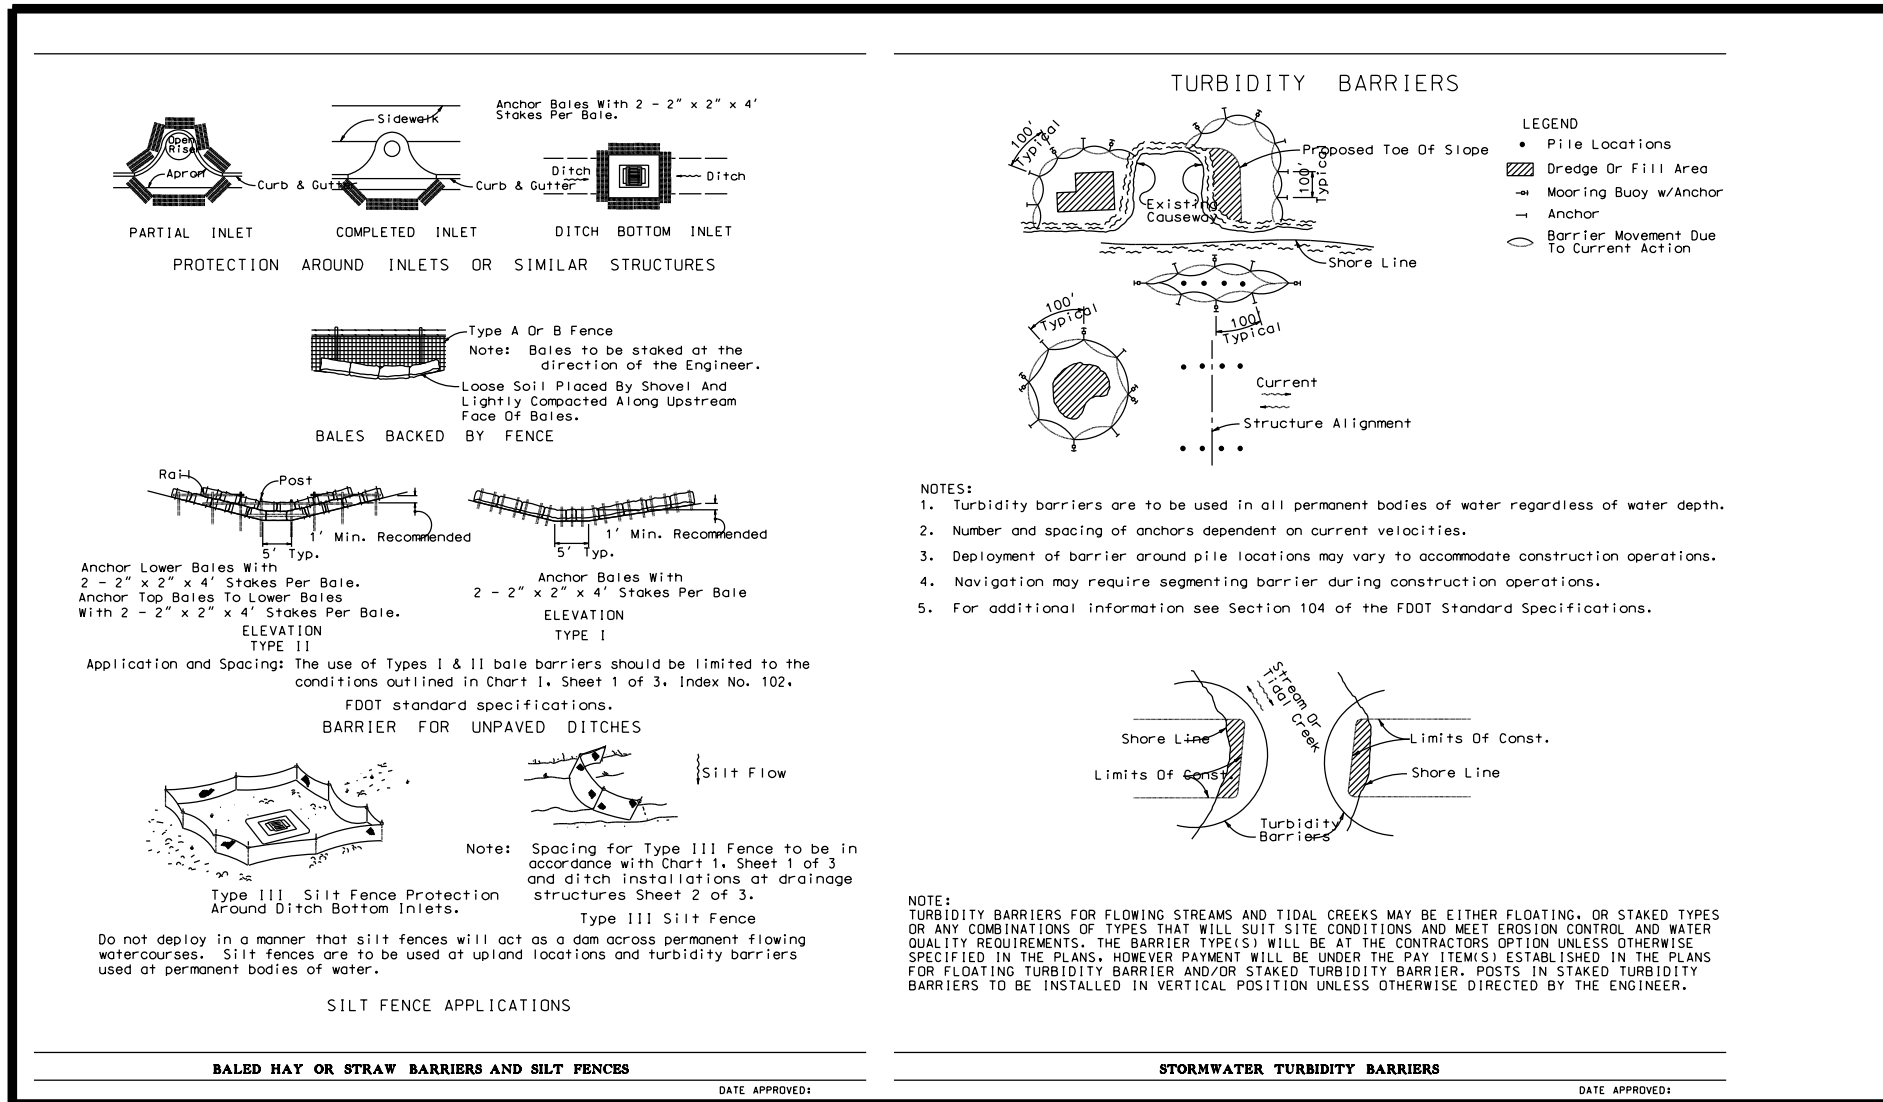 Anchor Bales With 2 - 2" x 2" x 4'
Stakes Per Bale.
Sidewalk
Open
Riser
Apron
Curb & Gutter
Curb & Gutter
Ditch
Ditch
PARTIAL INLET
COMPLETED INLET
DITCH BOTTOM INLET
PROTECTION AROUND INLETS OR SIMILAR STRUCTURES
Type A Or B Fence
Note: Bales to be staked at the
direction of the Engineer.
Loose Soil Placed By Shovel And
Lightly Compacted Along Upstream
Face Of Bales.
BALES BACKED BY FENCE
Rail
Post
1' Min. Recommended
5' Typ.
Anchor Lower Bales With
2 - 2" x 2" x 4' Stakes Per Bale.
Anchor Top Bales To Lower Bales
With 2 - 2" x 2" x 4' Stakes Per Bale.
ELEVATION
TYPE II
1' Min. Recommended
5' Typ.
Anchor Bales With
2 - 2" x 2" x 4' Stakes Per Bale
ELEVATION
TYPE I
Application and Spacing: The use of Types I & II bale barriers should be limited to the
conditions outlined in Chart I, Sheet 1 of 3, Index No. 102,
FDOT standard specifications.
BARRIER FOR UNPAVED DITCHES
Silt Flow
Type III Silt Fence Protection
Around Ditch Bottom Inlets.
Note: Spacing for Type III Fence to be in
accordance with Chart 1, Sheet 1 of 3
and ditch installations at drainage
structures Sheet 2 of 3.
Type III Silt Fence
Do not deploy in a manner that silt fences will act as a dam across permanent flowing
watercourses. Silt fences are to be used at upland locations and turbidity barriers
used at permanent bodies of water.
SILT FENCE APPLICATIONS
BALED HAY OR STRAW BARRIERS AND SILT FENCES
DATE APPROVED:
TURBIDITY BARRIERS
100'
Typical
Proposed Toe Of Slope
100'
Typical
Existing
Causeway
Shore Line
LEGEND
Pile Locations
Dredge Or Fill Area
Mooring Buoy w/Anchor
Anchor
Barrier Movement Due
To Current Action
100'
Typical
100'
Typical
Current
Structure Alignment
NOTES:
1. Turbidity barriers are to be used in all permanent bodies of water regardless of water depth.
2. Number and spacing of anchors dependent on current velocities.
3. Deployment of barrier around pile locations may vary to accommodate construction operations.
4. Navigation may require segmenting barrier during construction operations.
5. For additional information see Section 104 of the FDOT Standard Specifications.
Stream Or
Tidal Creek
Shore Line
Limits Of Const.
Limits Of Const.
Shore Line
Turbidity
Barriers
NOTE:
TURBIDITY BARRIERS FOR FLOWING STREAMS AND TIDAL CREEKS MAY BE EITHER FLOATING, OR STAKED TYPES
OR ANY COMBINATIONS OF TYPES THAT WILL SUIT SITE CONDITIONS AND MEET EROSION CONTROL AND WATER
QUALITY REQUIREMENTS. THE BARRIER TYPE(S) WILL BE AT THE CONTRACTORS OPTION UNLESS OTHERWISE
SPECIFIED IN THE PLANS, HOWEVER PAYMENT WILL BE UNDER THE PAY ITEM(S) ESTABLISHED IN THE PLANS
FOR FLOATING TURBIDITY BARRIER AND/OR STAKED TURBIDITY BARRIER. POSTS IN STAKED TURBIDITY
BARRIERS TO BE INSTALLED IN VERTICAL POSITION UNLESS OTHERWISE DIRECTED BY THE ENGINEER.
STORMWATER TURBIDITY BARRIERS
DATE APPROVED: